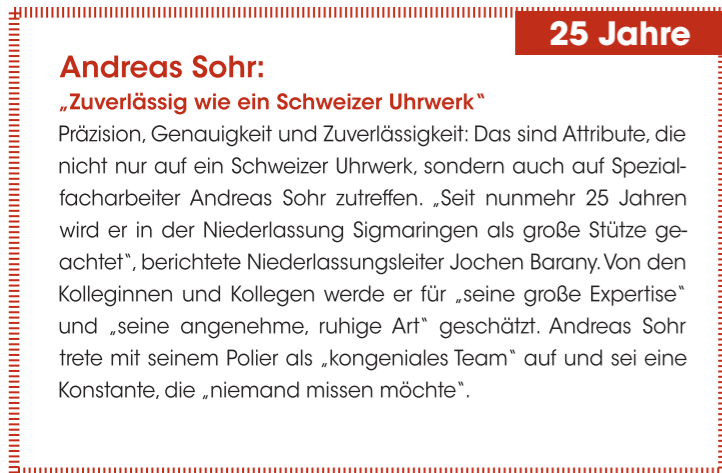 25 Jahre
Andreas Sohr:
„Zuverlässig wie ein Schweizer Uhrwerk“
Präzision, Genauigkeit und Zuverlässigkeit: Das sind Attribute, die
nicht nur auf ein Schweizer Uhrwerk, sondern auch auf Spezial-
facharbeiter Andreas Sohr zutreffen. „Seit nunmehr 25 Jahren
wird er in der Niederlassung Sigmaringen als große Stütze ge-
achtet“, berichtete Niederlassungsleiter Jochen Barany. Von den
Kolleginnen und Kollegen werde er für „seine große Expertise“
und „seine angenehme, ruhige Art“ geschätzt. Andreas Sohr
trete mit seinem Polier als „kongeniales Team“ auf und sei eine
Konstante, die „niemand missen möchte“.